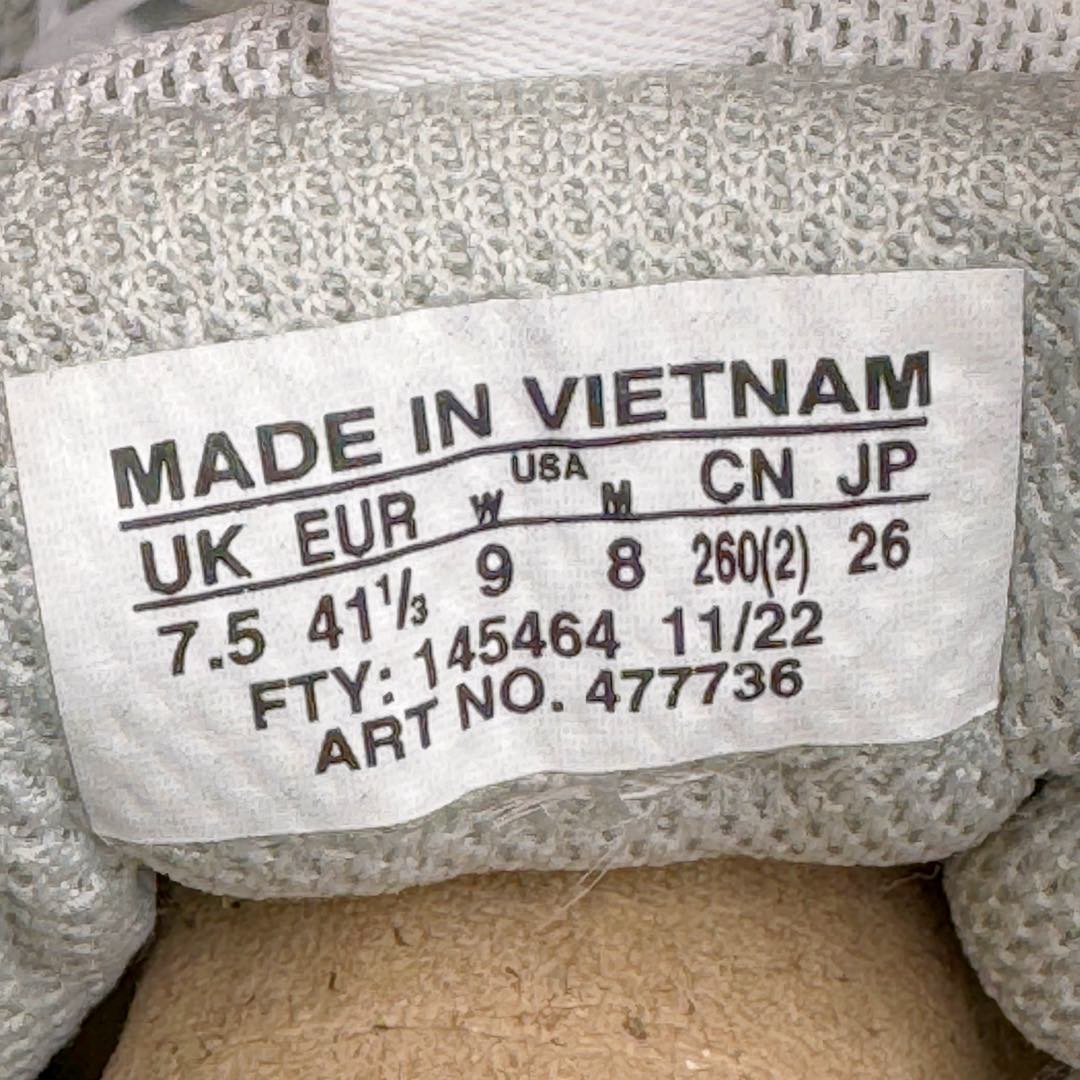 MADE IN VIETNAM
UK EUR W USA M CN JP
7.5 41⅓ 9 8 260(2) 26
FTY: 145464 11/22
ART NO. 477736